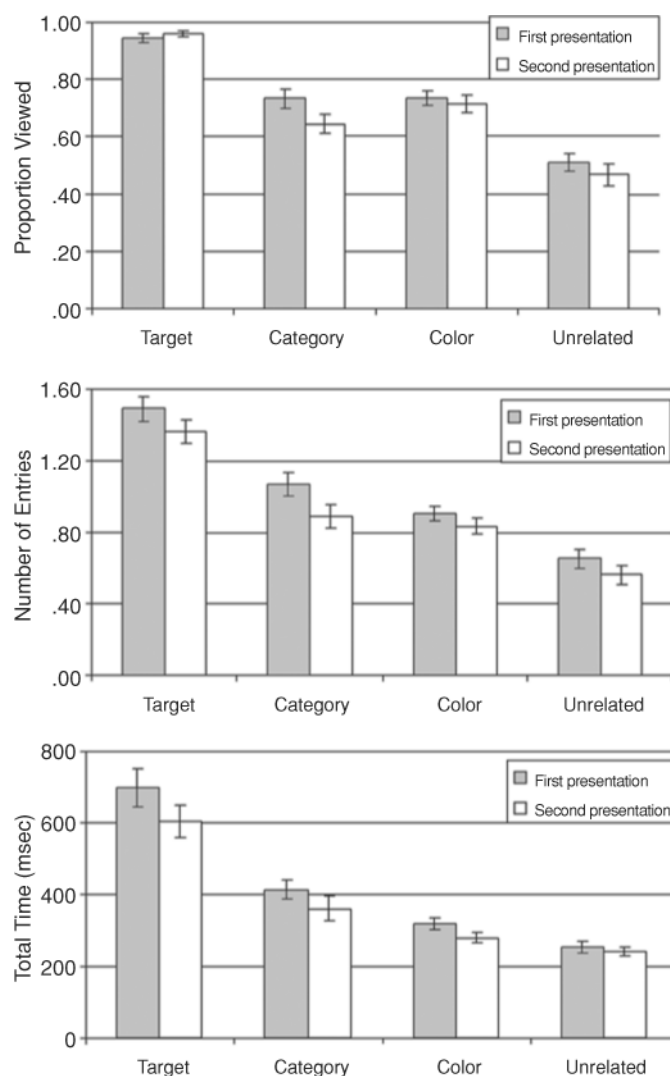 1.00
.80
.60
.40
.20
.00
Proportion Viewed
First presentation
Second presentation
Target Category Color Unrelated
1.60
1.20
.80
.40
.00
Number of Entries
First presentation
Second presentation
Target Category Color Unrelated
800
600
400
200
0
Total Time (msec)
First presentation
Second presentation
Target Category Color Unrelated